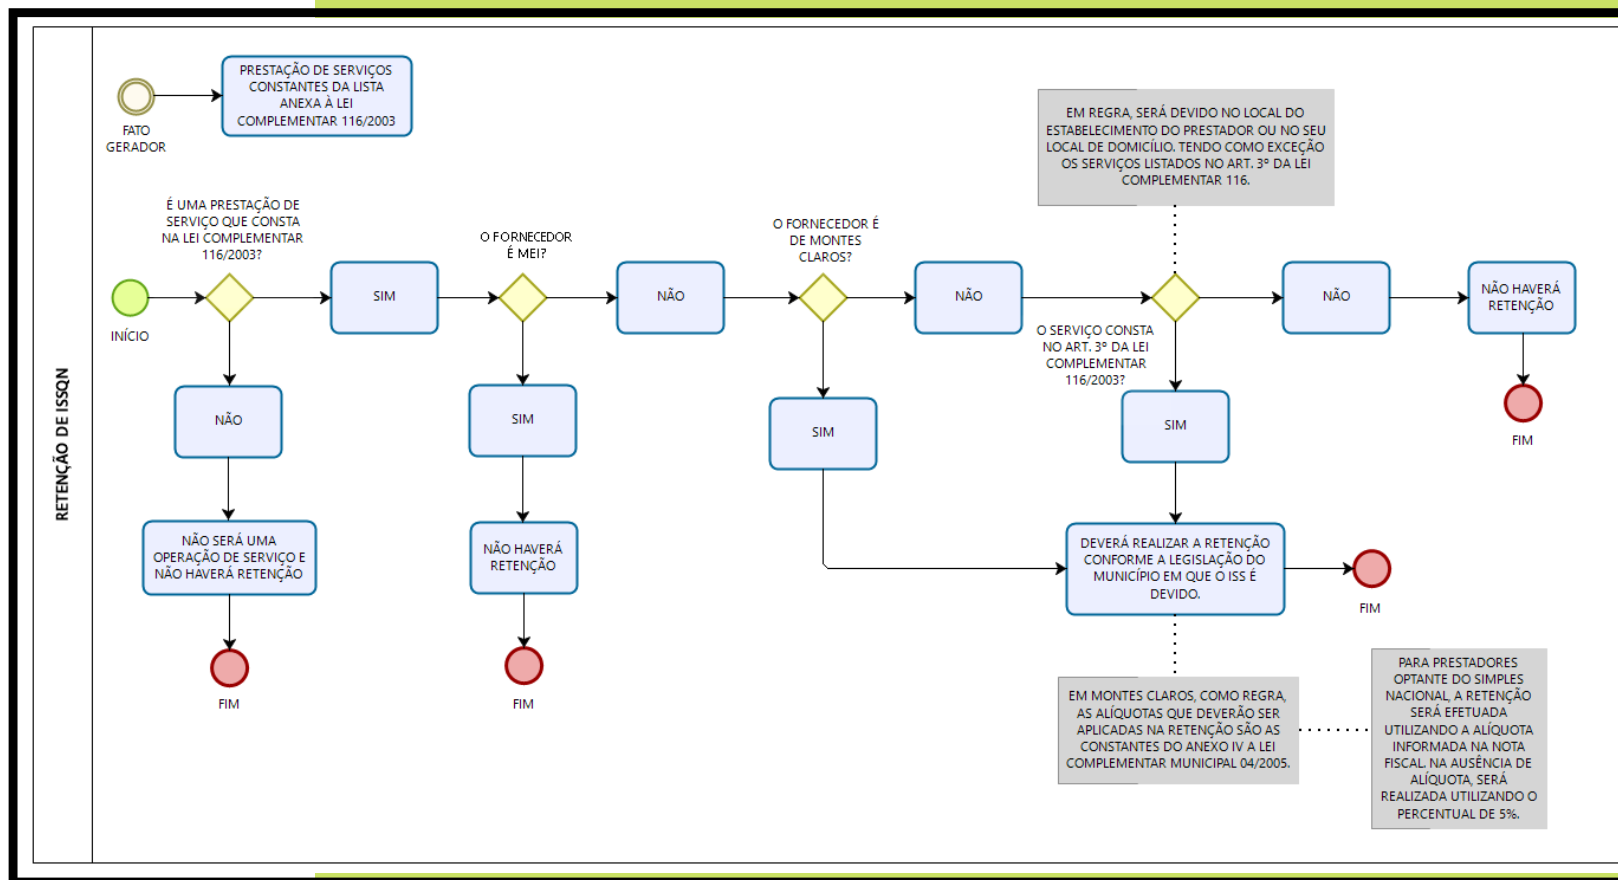 RETENÇÃO DE ISSQN
FATO
GERADOR
PRESTAÇÃO DE SERVIÇOS
CONSTANTES DA LISTA
ANEXA À LEI
COMPLEMENTAR 116/2003
EM REGRA, SERÁ DEVIDO NO LOCAL DO
ESTABELECIMENTO DO PRESTADOR OU NO SEU
LOCAL DE DOMICÍLIO. TENDO COMO EXCEÇÃO
OS SERVIÇOS LISTADOS NO ART. 3º DA LEI
COMPLEMENTAR 116.
INÍCIO
É UMA PRESTAÇÃO DE
SERVIÇO QUE CONSTA
NA LEI COMPLEMENTAR
116/2003?
SIM
O FORNECEDOR
É MEI?
NÃO
O FORNECEDOR É
DE MONTES
CLAROS?
NÃO
O SERVIÇO CONSTA
NO ART. 3º DA LEI
COMPLEMENTAR
116/2003?
NÃO
NÃO HAVERÁ
RETENÇÃO
FIM
NÃO
SIM
SIM
SIM
NÃO SERÁ UMA
OPERAÇÃO DE SERVIÇO E
NÃO HAVERÁ RETENÇÃO
FIM
NÃO HAVERÁ
RETENÇÃO
FIM
DEVERÁ REALIZAR A RETENÇÃO
CONFORME A LEGISLAÇÃO DO
MUNICÍPIO EM QUE O ISS É
DEVIDO.
FIM
EM MONTES CLAROS, COMO REGRA,
AS ALÍQUOTAS QUE DEVERÃO SER
APLICADAS NA RETENÇÃO SÃO AS
CONSTANTES DO ANEXO IV A LEI
COMPLEMENTAR MUNICIPAL 04/2005.
PARA PRESTADORES
OPTANTE DO SIMPLES
NACIONAL, A RETENÇÃO
SERÁ EFETUADA
UTILIZANDO A ALÍQUOTA
INFORMADA NA NOTA
FISCAL. NA AUSÊNCIA DE
ALÍQUOTA, SERÁ
REALIZADA UTILIZANDO O
PERCENTUAL DE 5%.